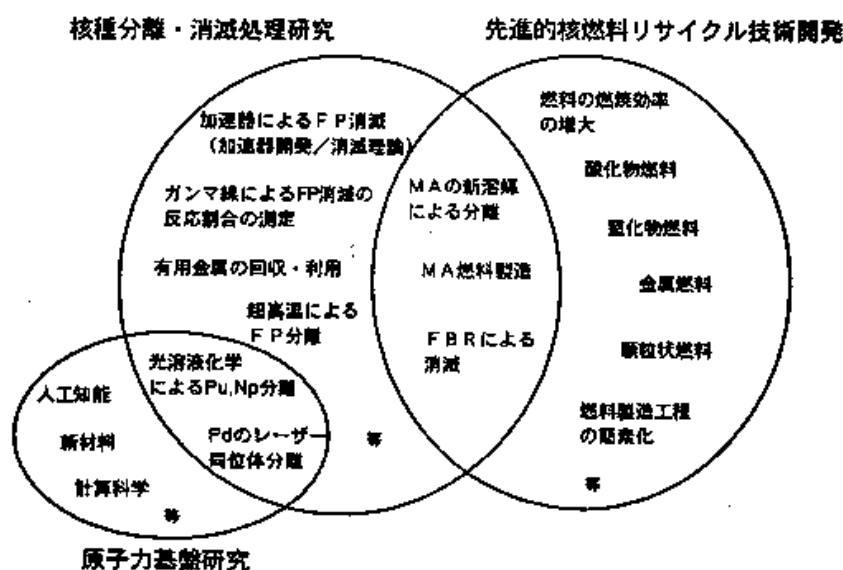 核種分離・消滅処理研究
先進的核燃料リサイクル技術開発
加速器によるＦＰ消滅
（加速器開発／消滅理論）
ガンマ線によるFP消滅の
反応割合の測定
有用金属の回収・利用
超高温による
ＦＰ分離
光溶液化学
によるPu,Np分離
Pdのレーザー
同位体分離
等
ＭＡの新溶媒
による分離
ＭＡ燃料製造
ＦＢＲによる
消滅
燃料の燃焼効率
の増大
酸化物燃料
窒化物燃料
金属燃料
顆粒状燃料
燃料製造工程
の簡素化
等
人工知能
新材料
計算科学
等
原子力基盤研究